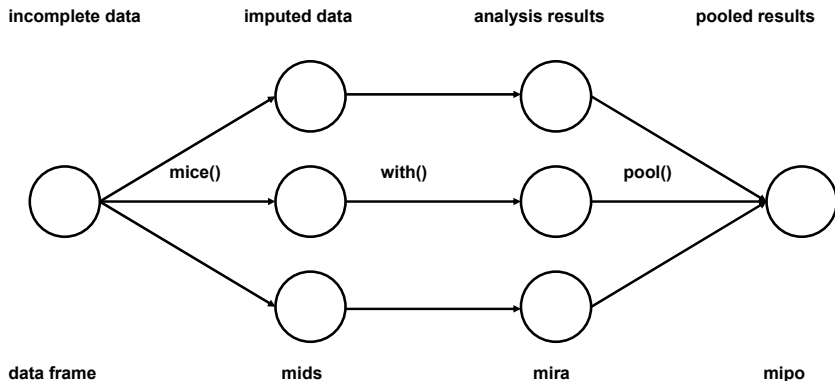 incomplete data imputed data analysis results pooled results
mice() with() pool()
data frame mids mira mipo